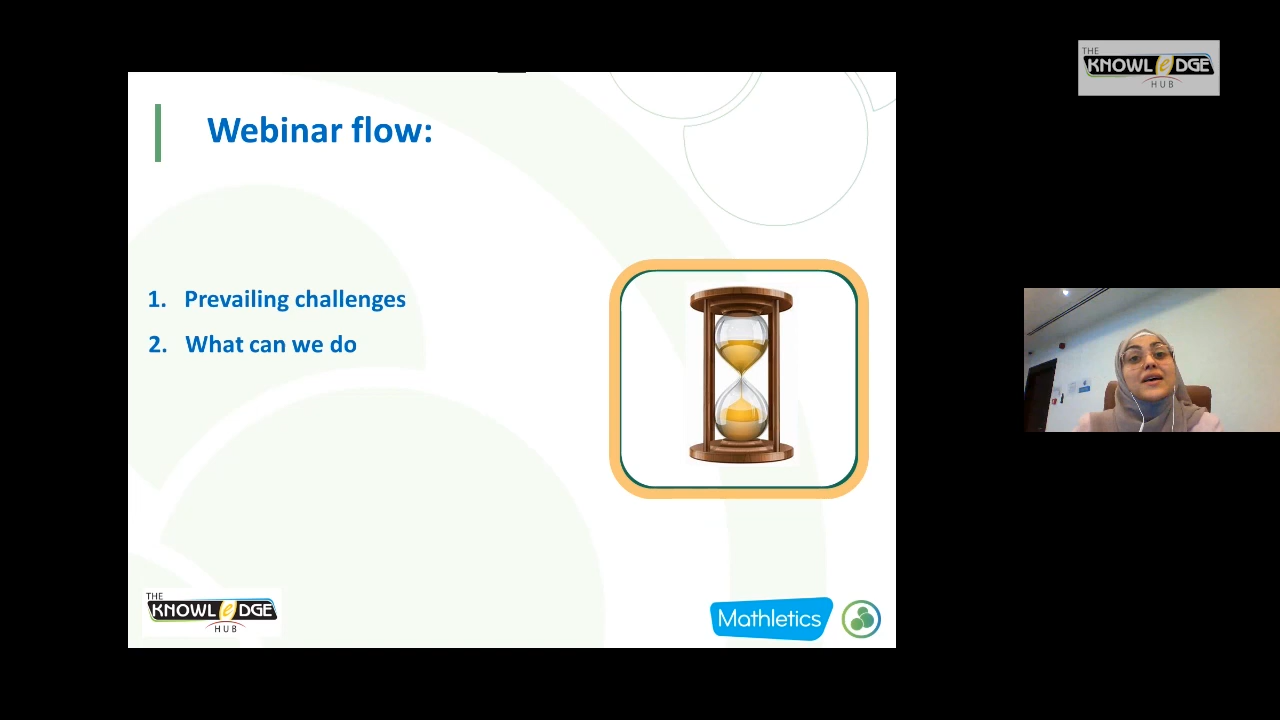 THE
KNOWLEDGE
HUB
Webinar flow:
1. Prevailing challenges
2. What can we do
THE
KNOWLEDGE
HUB
Mathletics